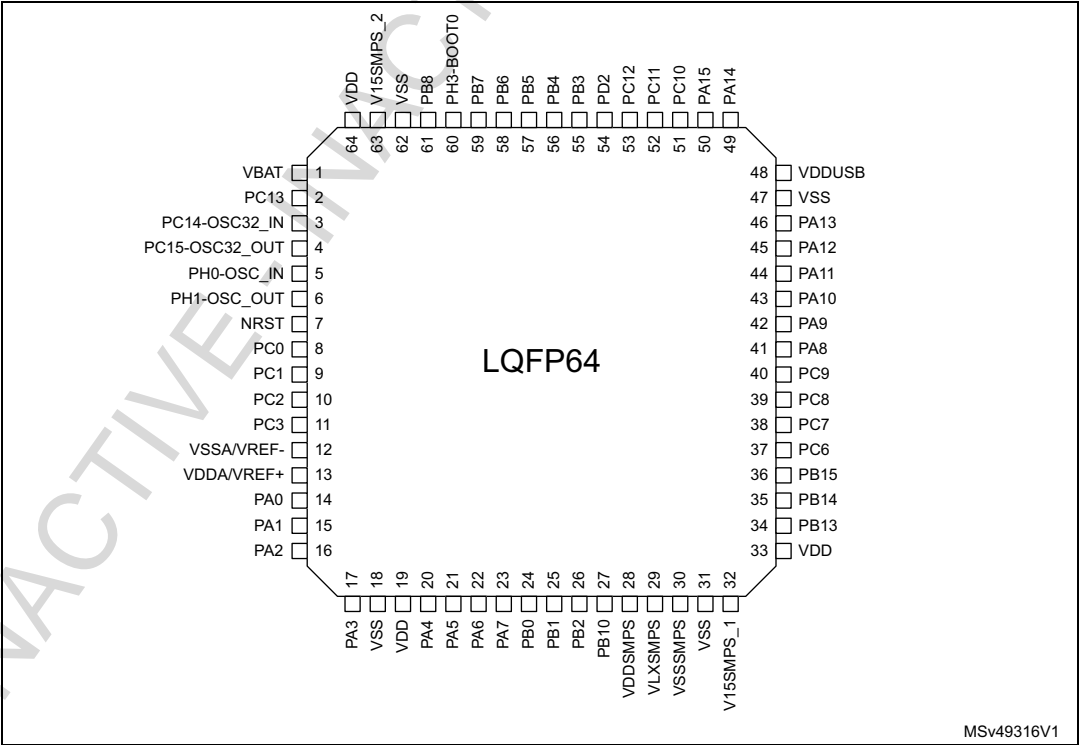 VDD
V15SMPS_2
VSS
PB8
PH3-BOOT0
PB7
PB6
PB5
PB4
PB3
PD2
PC12
PC11
PC10
PA15
PA14
64
63
62
61
60
59
58
57
56
55
54
53
52
51
50
49
VBAT 1
PC13 2
PC14-OSC32_IN 3
PC15-OSC32_OUT 4
PH0-OSC_IN 5
PH1-OSC_OUT 6
NRST 7
PC0 8
PC1 9
PC2 10
PC3 11
VSSA/VREF- 12
VDDA/VREF+ 13
PA0 14
PA1 15
PA2 16
LQFP64
48 VDDUSB
47 VSS
46 PA13
45 PA12
44 PA11
43 PA10
42 PA9
41 PA8
40 PC9
39 PC8
38 PC7
37 PC6
36 PB15
35 PB14
34 PB13
33 VDD
17
18
19
20
21
22
23
24
25
26
27
28
29
30
31
32
PA3
VSS
VDD
PA4
PA5
PA6
PA7
PB0
PB1
PB2
PB10
VDDSMPS
VLXSMPS
VSSSMPS
VSS
V15SMPS_1
MSv49316V1